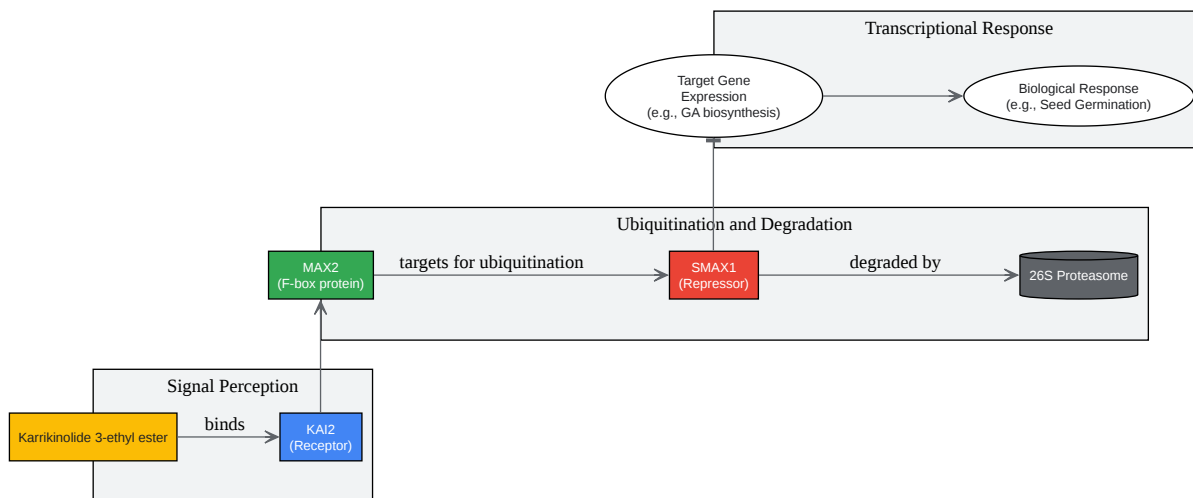 Transcriptional Response
Target Gene
Expression
(e.g., GA biosynthesis)
Biological Response
(e.g., Seed Germination)
Ubiquitination and Degradation
MAX2
(F-box protein)
targets for ubiquitination
SMAX1
(Repressor)
degraded by
26S Proteasome
Signal Perception
Karrikinolide 3-ethyl ester
binds
KAI2
(Receptor)